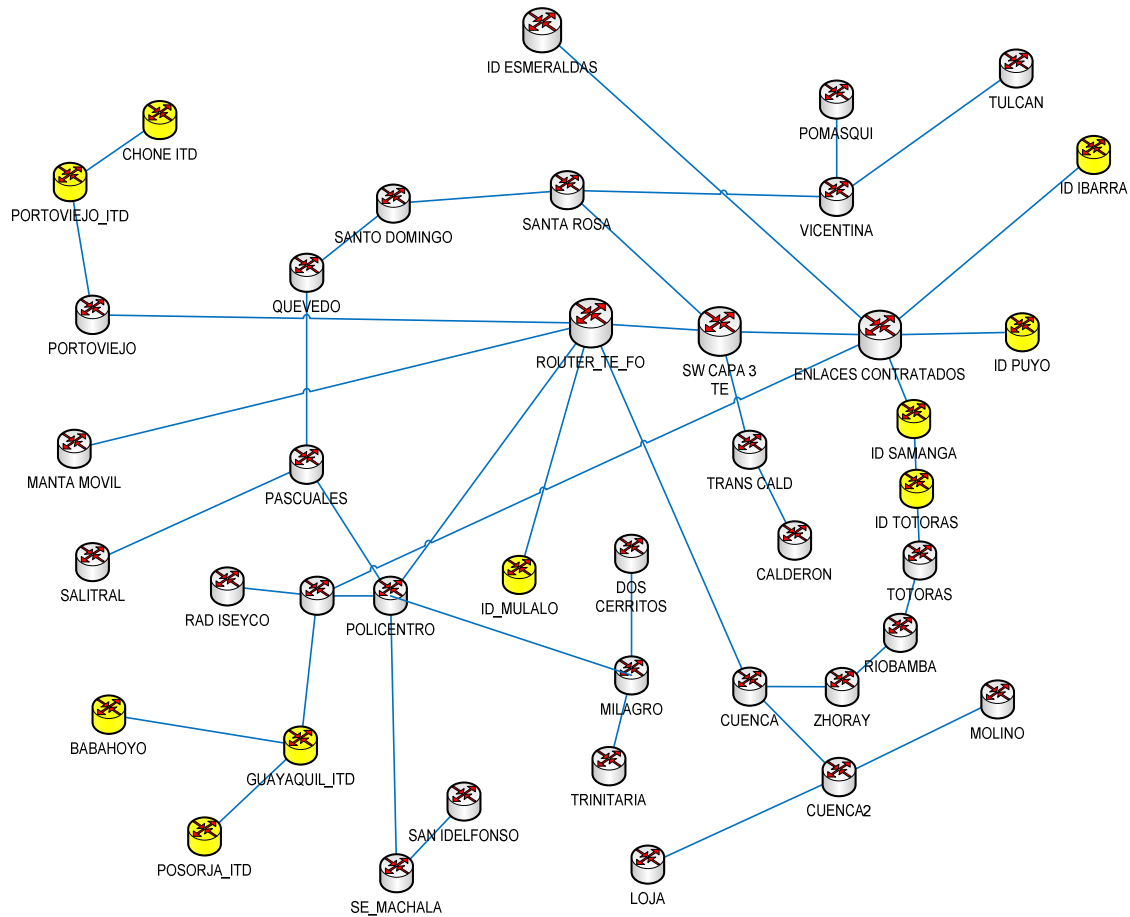 ID ESMERALDAS
TULCAN
POMASQUI
CHONE ITD
ID IBARRA
PORTOVIEJO_ITD
SANTA ROSA
VICENTINA
SANTO DOMINGO
QUEVEDO
PORTOVIEJO
ROUTER_TE_FO
SW CAPA 3
TE
ENLACES CONTRATADOS
ID PUYO
ID SAMANGA
MANTA MOVIL
PASCUALES
TRANS CALD
ID TOTORAS
CALDERON
SALITRAL
TOTORAS
DOS
CERRITOS
ID_MULALO
RAD ISEYCO
POLICENTRO
RIOBAMBA
MILAGRO
CUENCA
ZHORAY
MOLINO
BABAHOYO
GUAYAQUIL_ITD
TRINITARIA
CUENCA2
SAN IDELFONSO
POSORJA_ITD
LOJA
SE_MACHALA